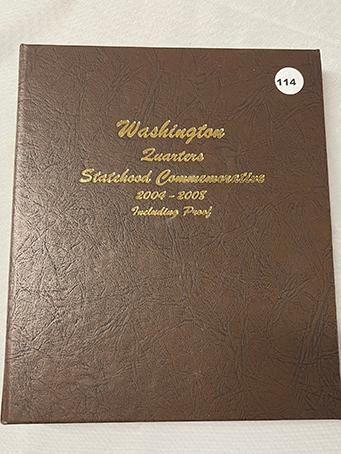 114
Washington
Quarters
Statehood Commemorative
2004-2008
Including Proof